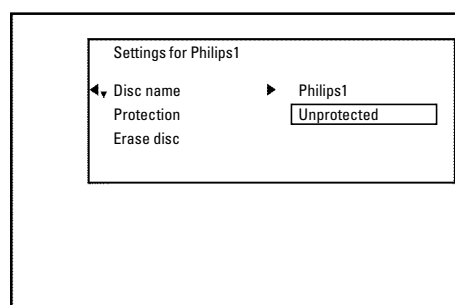 Settings for Philips1
Disc name Philips1
Protection Unprotected
Erase disc